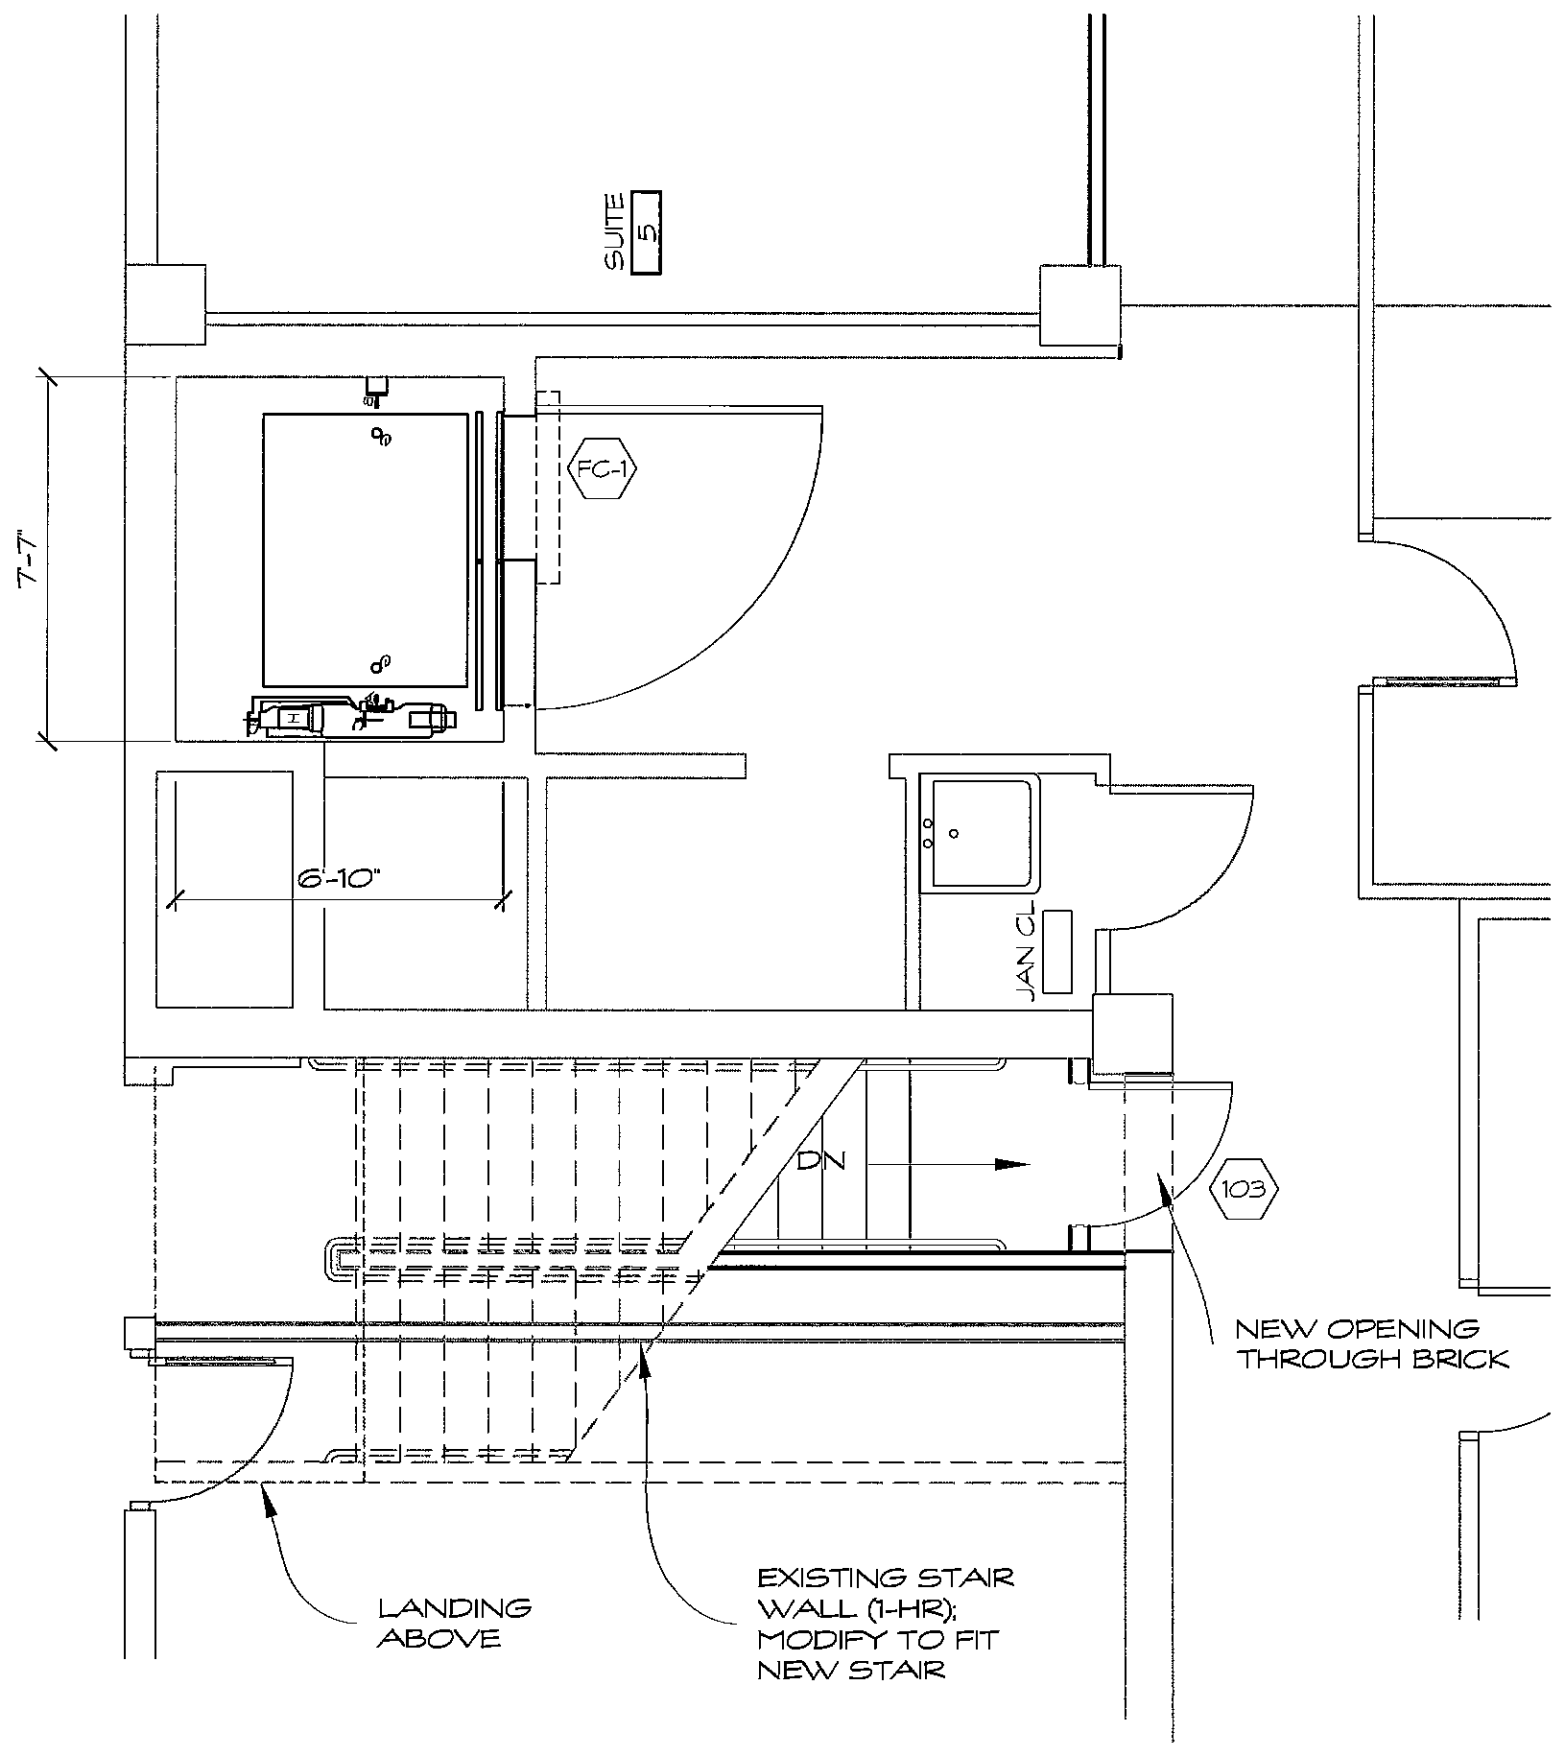 SUITE
5
FC-1
7'-7"
6'-10"
JAN CL
DN
103
NEW OPENING
THROUGH BRICK
EXISTING STAIR
WALL (1-HR);
MODIFY TO FIT
NEW STAIR
LANDING
ABOVE